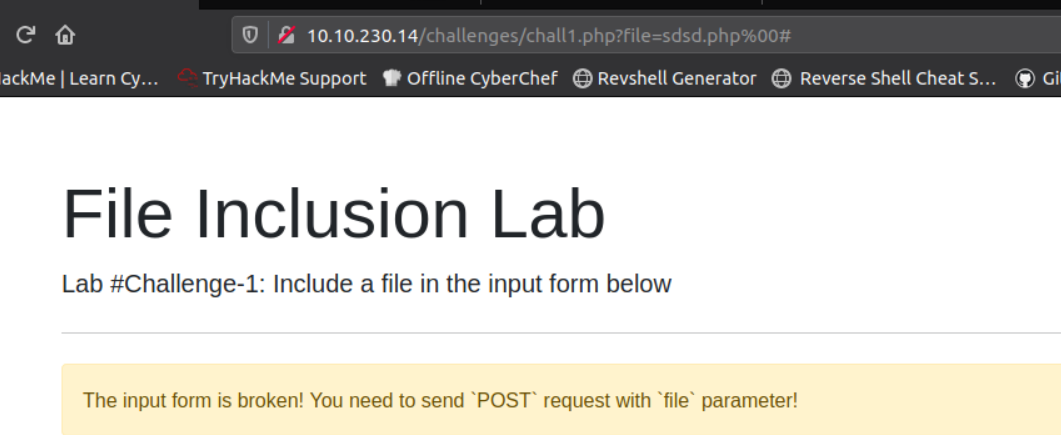 10.10.230.14/challenges/chall1.php?file=sdsd.php%00#
HackMe | Learn Cy… TryHackMe Support Offline CyberChef Revshell Generator Reverse Shell Cheat S…
File Inclusion Lab
Lab #Challenge-1: Include a file in the input form below
The input form is broken! You need to send `POST` request with `file` parameter!